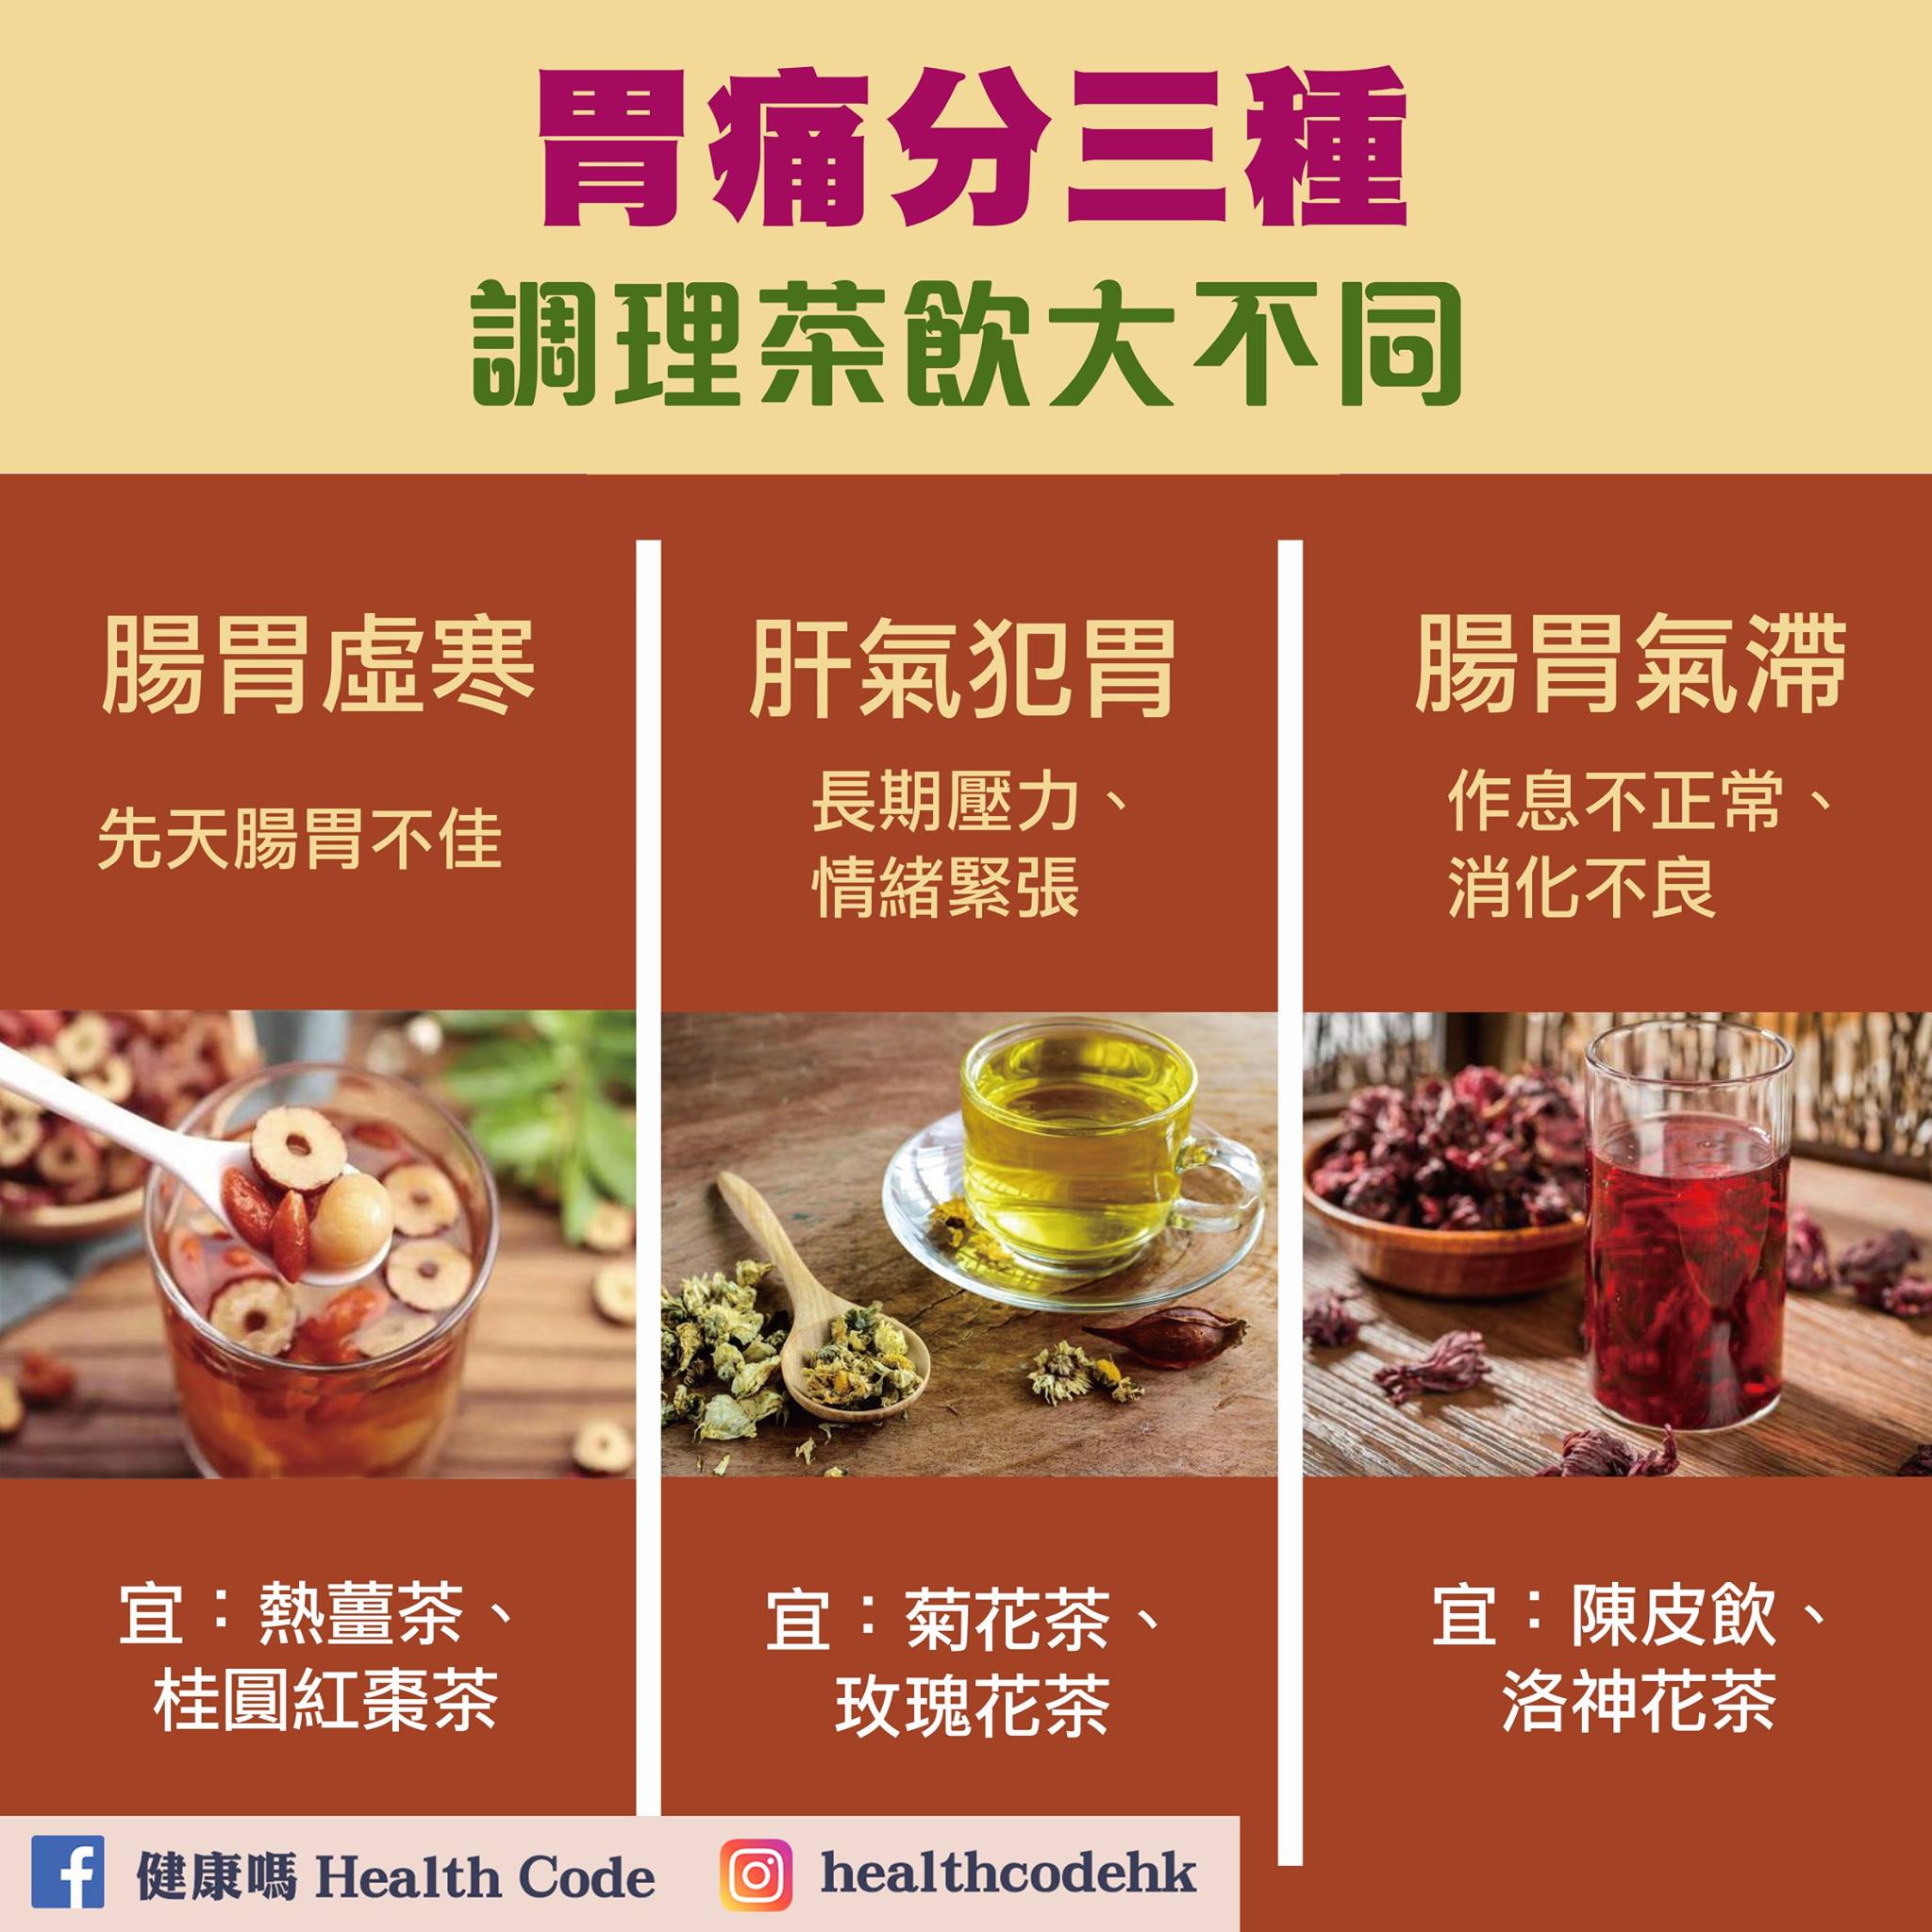 胃痛分三種
調理茶飲大不同
腸胃虛寒
先天腸胃不佳
宜：熱薑茶、
桂圓紅棗茶
肝氣犯胃
長期壓力、
情緒緊張
宜：菊花茶、
玫瑰花茶
腸胃氣滯
作息不正常、
消化不良
宜：陳皮飲、
洛神花茶
健康嗎 Health Code
healthcodehk